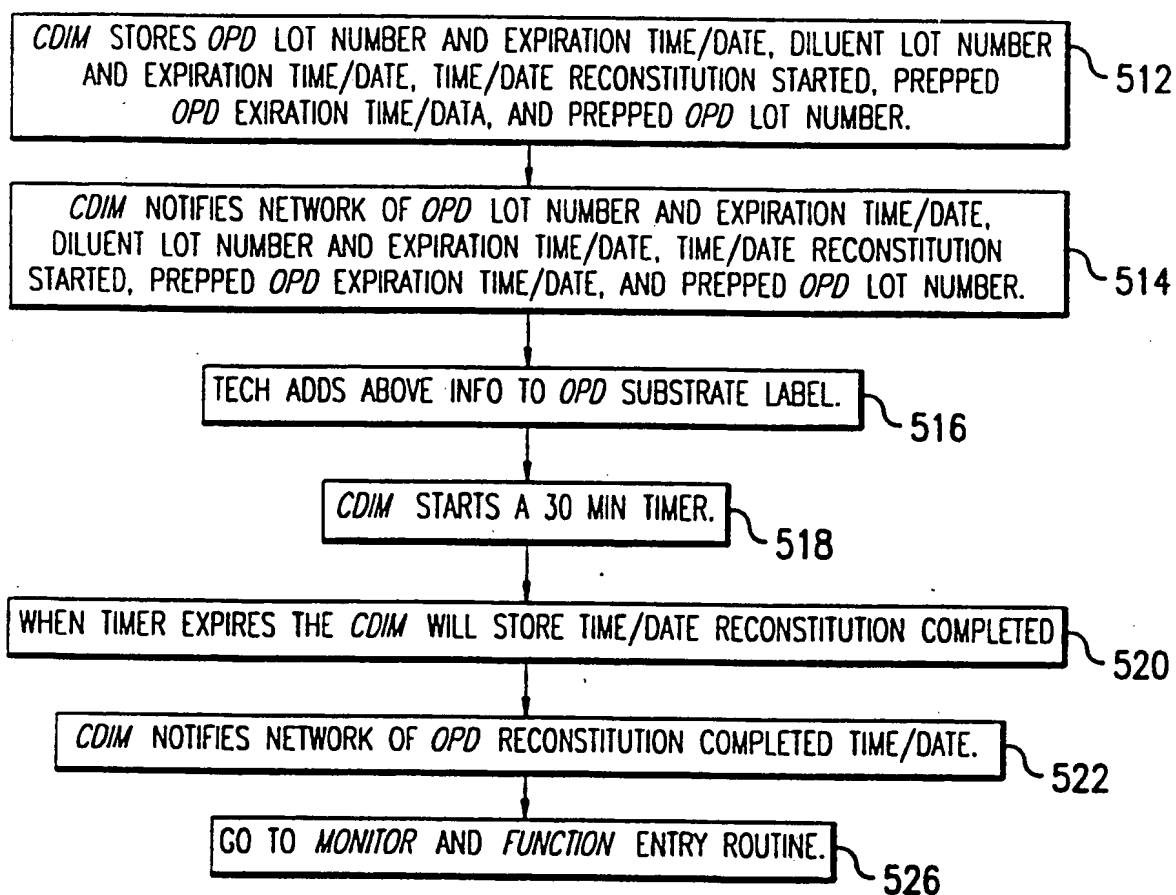 CDIM STORES OPD LOT NUMBER AND EXPIRATION TIME/DATE, DILUENT LOT NUMBER
AND EXPIRATION TIME/DATE, TIME/DATE RECONSTITUTION STARTED, PREPPED
OPD EXIRATION TIME/DATA, AND PREPPED OPD LOT NUMBER.
512
CDIM NOTIFIES NETWORK OF OPD LOT NUMBER AND EXPIRATION TIME/DATE,
DILUENT LOT NUMBER AND EXPIRATION TIME/DATE, TIME/DATE RECONSTITUTION
STARTED, PREPPED OPD EXPIRATION TIME/DATE, AND PREPPED OPD LOT NUMBER.
514
TECH ADDS ABOVE INFO TO OPD SUBSTRATE LABEL.
516
CDIM STARTS A 30 MIN TIMER.
518
WHEN TIMER EXPIRES THE CDIM WILL STORE TIME/DATE RECONSTITUTION COMPLETED
520
CDIM NOTIFIES NETWORK OF OPD RECONSTITUTION COMPLETED TIME/DATE.
522
GO TO MONITOR AND FUNCTION ENTRY ROUTINE.
526